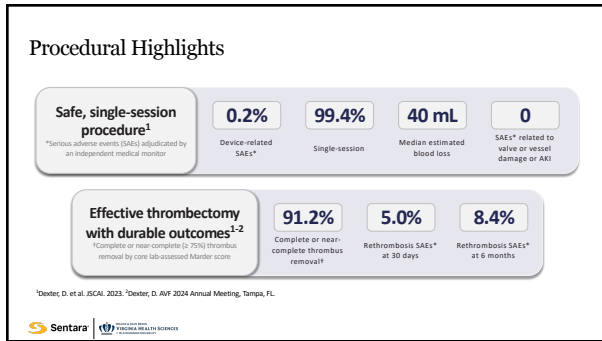 Procedural Highlights
Safe, single-session
procedure¹
*Serious adverse events (SAEs) adjudicated by
an independent medical monitor
0.2%
Device-related
SAEs*
99.4%
Single-session
40 mL
Median estimated
blood loss
0
SAEs* related to
valve or vessel
damage or AKI
Effective thrombectomy
with durable outcomes¹⁻²
†Complete or near-complete (≥ 75%) thrombus
removal by core lab-assessed Marder score
91.2%
Complete or near-
complete thrombus
removal†
5.0%
Rethrombosis SAEs*
at 30 days
8.4%
Rethrombosis SAEs*
at 6 months
¹Dexter, D. et al. JSCAI. 2023. ²Dexter, D. AVF 2024 Annual Meeting, Tampa, FL.
Sentara
VIRGINIA HEALTH SCIENCES